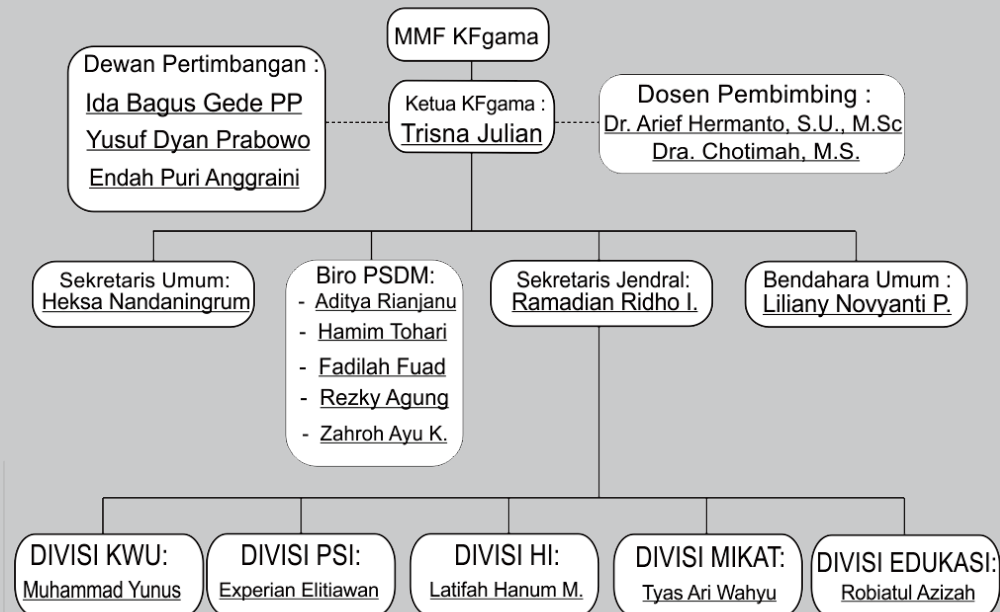 MMF KFgama
Dewan Pertimbangan :
Ida Bagus Gede PP
Yusuf Dyan Prabowo
Endah Puri Anggraini
Ketua KFgama :
Trisna Julian
Dosen Pembimbing :
Dr. Arief Hermanto, S.U., M.Sc
Dra. Chotimah, M.S.
Sekretaris Umum:
Heksa Nandaningrum
Biro PSDM:
- Aditya Rianjanu
- Hamim Tohari
- Fadilah Fuad
- Rezky Agung
- Zahroh Ayu K.
Sekretaris Jendral:
Ramadian Ridho I.
Bendahara Umum :
Liliany Novyanti P.
DIVISI KWU:
Muhammad Yunus
DIVISI PSI:
Experian Elitiawan
DIVISI HI:
Latifah Hanum M.
DIVISI MIKAT:
Tyas Ari Wahyu
DIVISI EDUKASI:
Robiatul Azizah